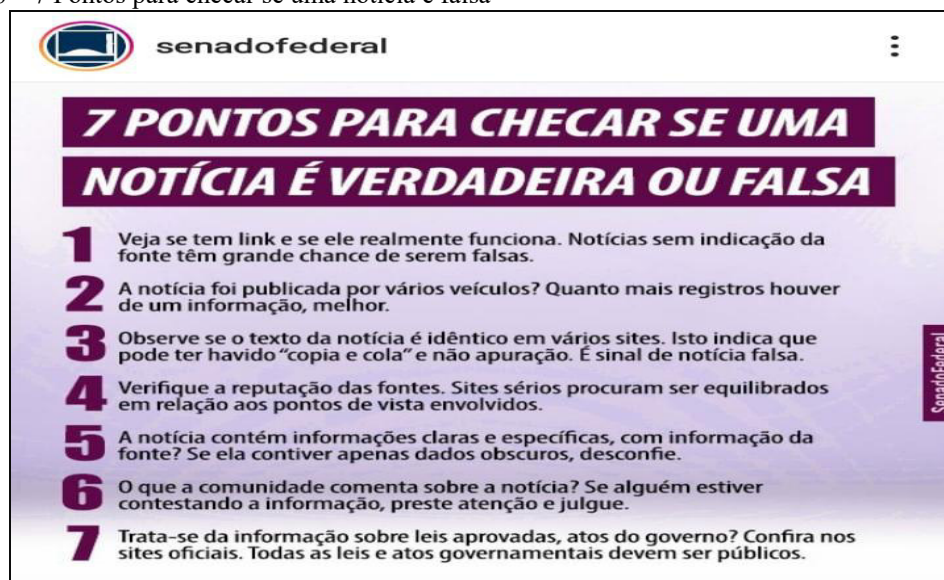 7 Pontos para checar se uma notícia é falsa
senadofederal
7 PONTOS PARA CHECAR SE UMA
NOTÍCIA É VERDADEIRA OU FALSA
1 Veja se tem link e se ele realmente funciona. Notícias sem indicação da
fonte têm grande chance de serem falsas.
2 A notícia foi publicada por vários veículos? Quanto mais registros houver
de um informação, melhor.
3 Observe se o texto da notícia é idêntico em vários sites. Isto indica que
pode ter havido “copia e cola” e não apuração. É sinal de notícia falsa.
4 Verifique a reputação das fontes. Sites sérios procuram ser equilibrados
em relação aos pontos de vista envolvidos.
5 A notícia contém informações claras e específicas, com informação da
fonte? Se ela contiver apenas dados obscuros, desconfie.
6 O que a comunidade comenta sobre a notícia? Se alguém estiver
contestando a informação, preste atenção e julgue.
7 Trata-se da informação sobre leis aprovadas, atos do governo? Confira nos
sites oficiais. Todas as leis e atos governamentais devem ser públicos.
SenadoFederal